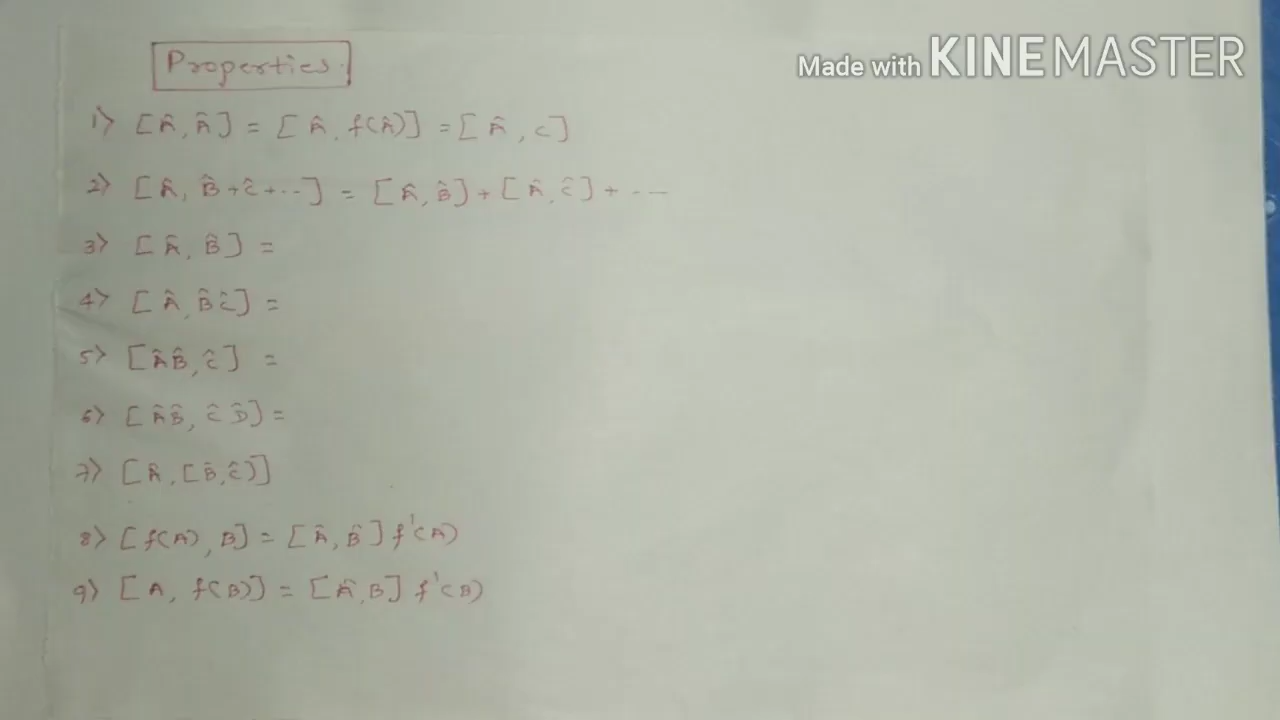 Made with KINEMASTER
Properties.
1) [Â, Â] = [Â, f(Â)] = [Â, c]
2) [Â, B̂+Ĉ+--] = [Â, B̂] + [Â, Ĉ] + ---
3) [Â, B̂] =
4) [Â, B̂Ĉ] =
5) [ÂB̂, Ĉ] =
6) [ÂB̂, ĈD̂] =
7) [Â, [B̂, Ĉ]]
8) [f(A), B] = [Â, B̂] f'(A)
9) [A, f(B)] = [Â, B] f'(B)